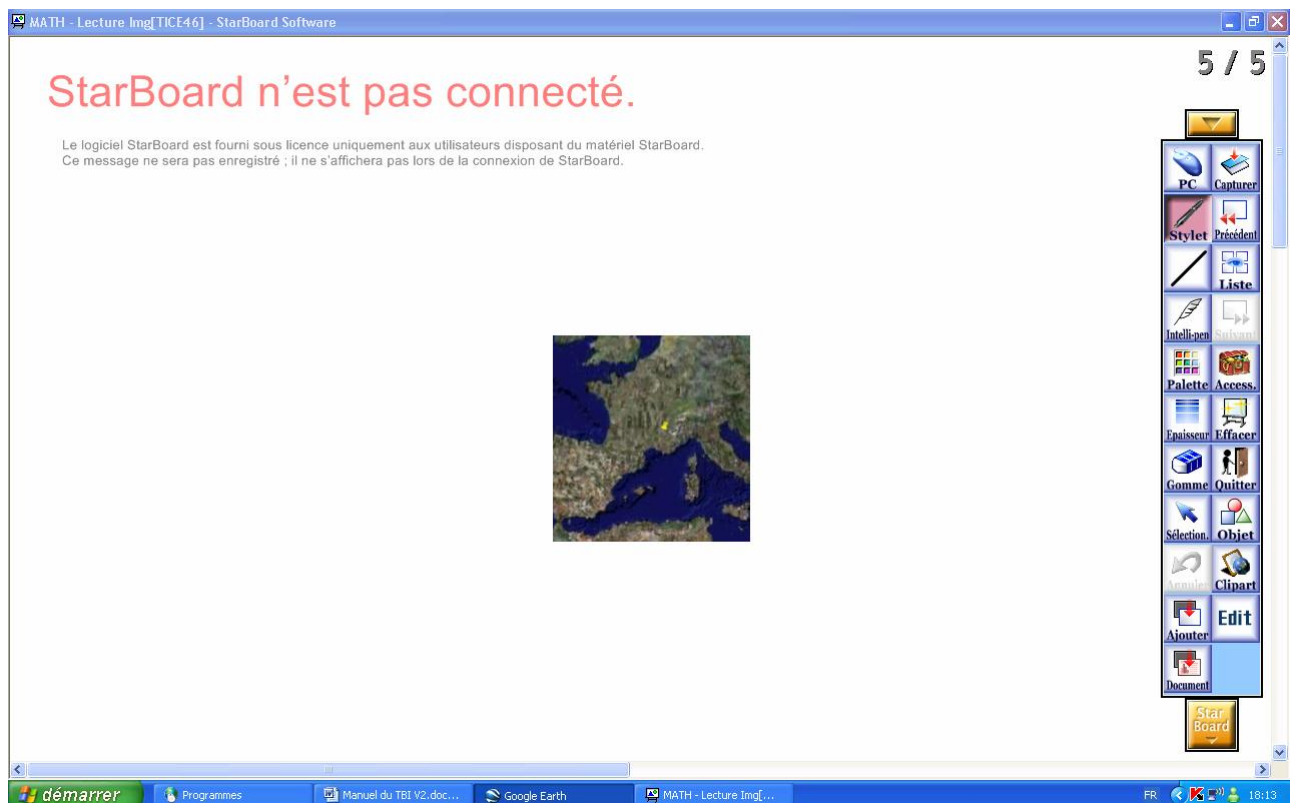 MATH - Lecture Img[TICE46] - StarBoard Software
5 / 5
StarBoard n'est pas connecté.
Le logiciel StarBoard est fourni sous licence uniquement aux utilisateurs disposant du matériel StarBoard.
Ce message ne sera pas enregistré ; il ne s'affichera pas lors de la connexion de StarBoard.
PC Capturer
Stylet Précédent
Liste
Intelli-pen Suivant
Palette Access.
Epaisseur Effacer
Gomme Quitter
Sélection. Objet
Annuler Clipart
Ajouter Edit
Document
Star
Board
démarrer Programmes Manuel du TBI V2.doc... Google Earth MATH - Lecture Img[... FR 18:13